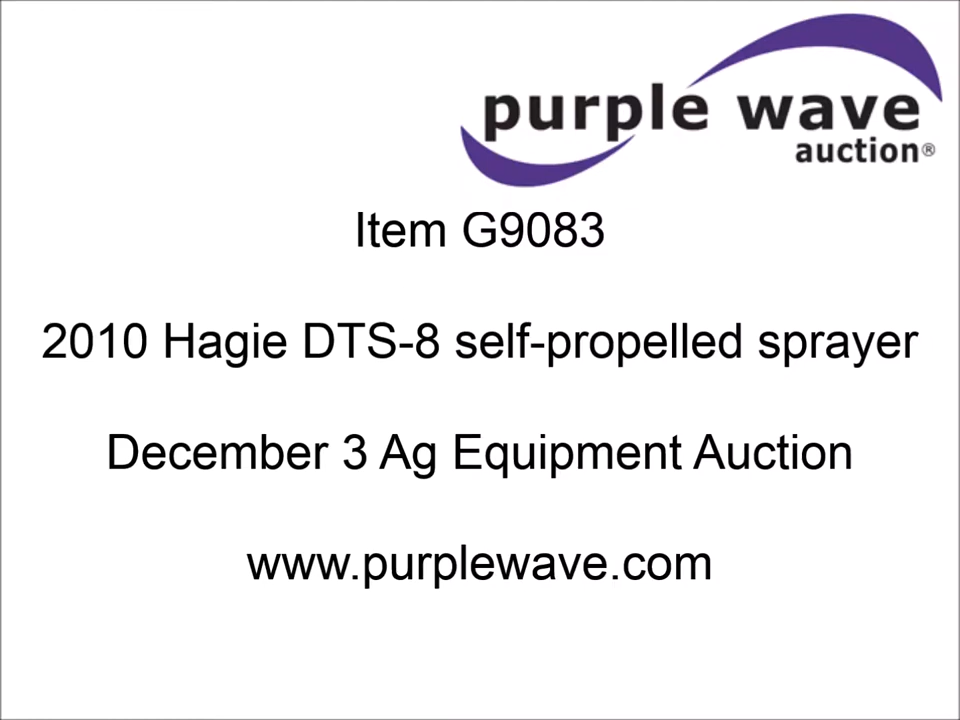 purple wave
auction®
Item G9083
2010 Hagie DTS-8 self-propelled sprayer
December 3 Ag Equipment Auction
www.purplewave.com